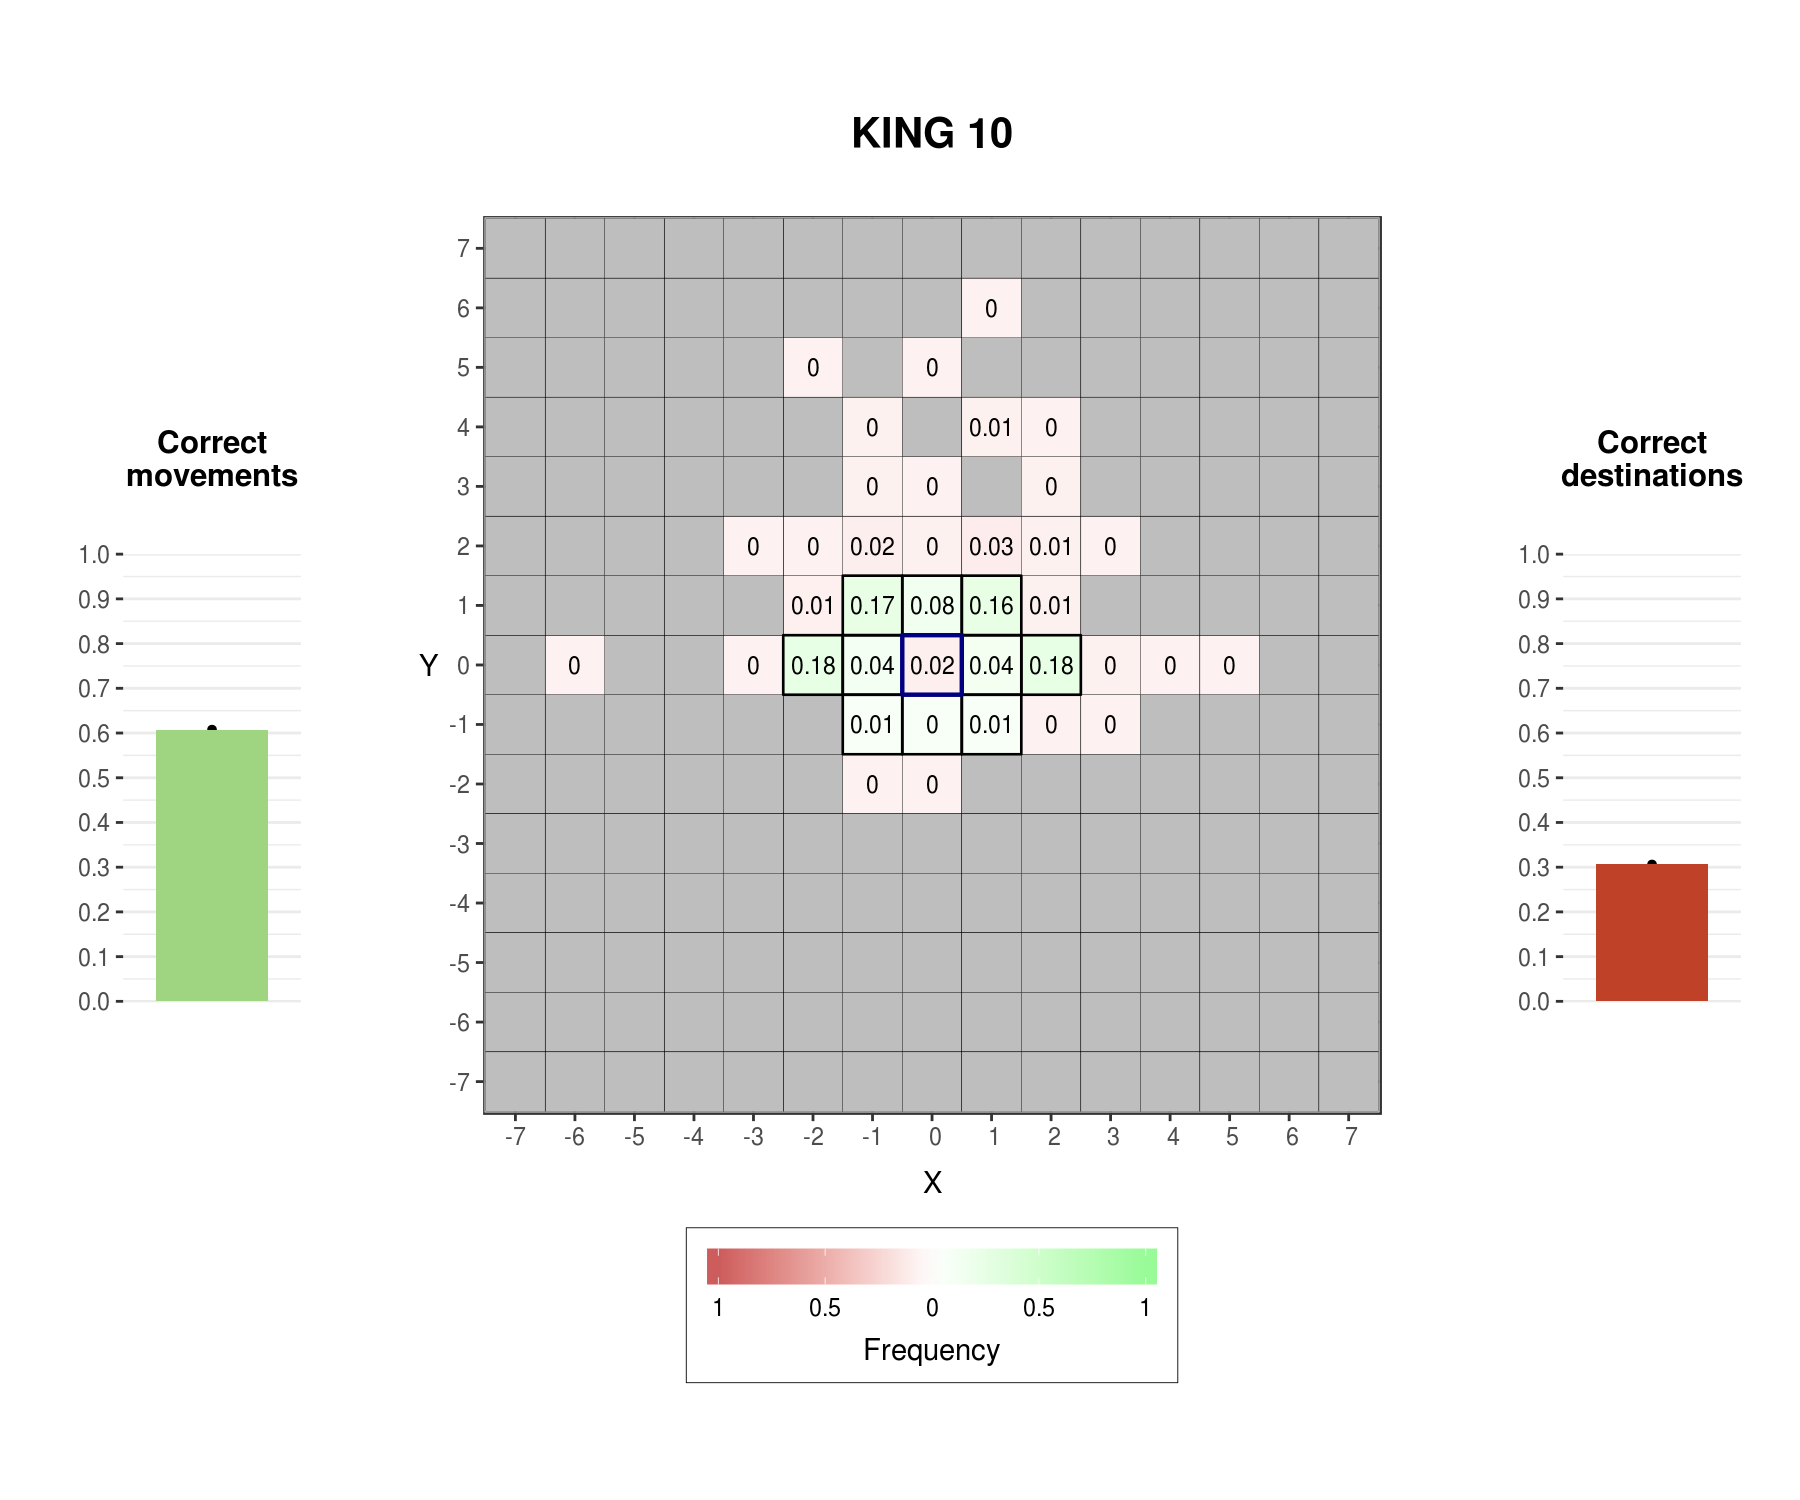 KING 10
Correct
movements
1.0
0.9
0.8
0.7
0.6
0.5
0.4
0.3
0.2
0.1
0.0
Y
7
6 0
5 0 0
4 0 0.01 0
3 0 0 0
2 0 0 0.02 0 0.03 0.01 0
1 0.01 0.17 0.08 0.16 0.01
0 0 0 0.18 0.04 0.02 0.04 0.18 0 0 0
-1 0.01 0 0.01 0 0
-2 0 0
-3
-4
-5
-6
-7
-7 -6 -5 -4 -3 -2 -1 0 1 2 3 4 5 6 7
X
1 0.5 0 0.5 1
Frequency
Correct
destinations
1.0
0.9
0.8
0.7
0.6
0.5
0.4
0.3
0.2
0.1
0.0